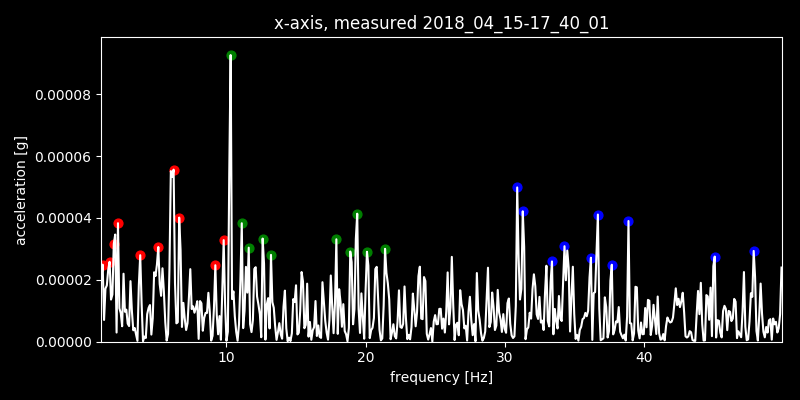 x-axis, measured 2018_04_15-17_40_01
acceleration [g]
0.00008
0.00006
0.00004
0.00002
0.00000
10 20 30 40
frequency [Hz]